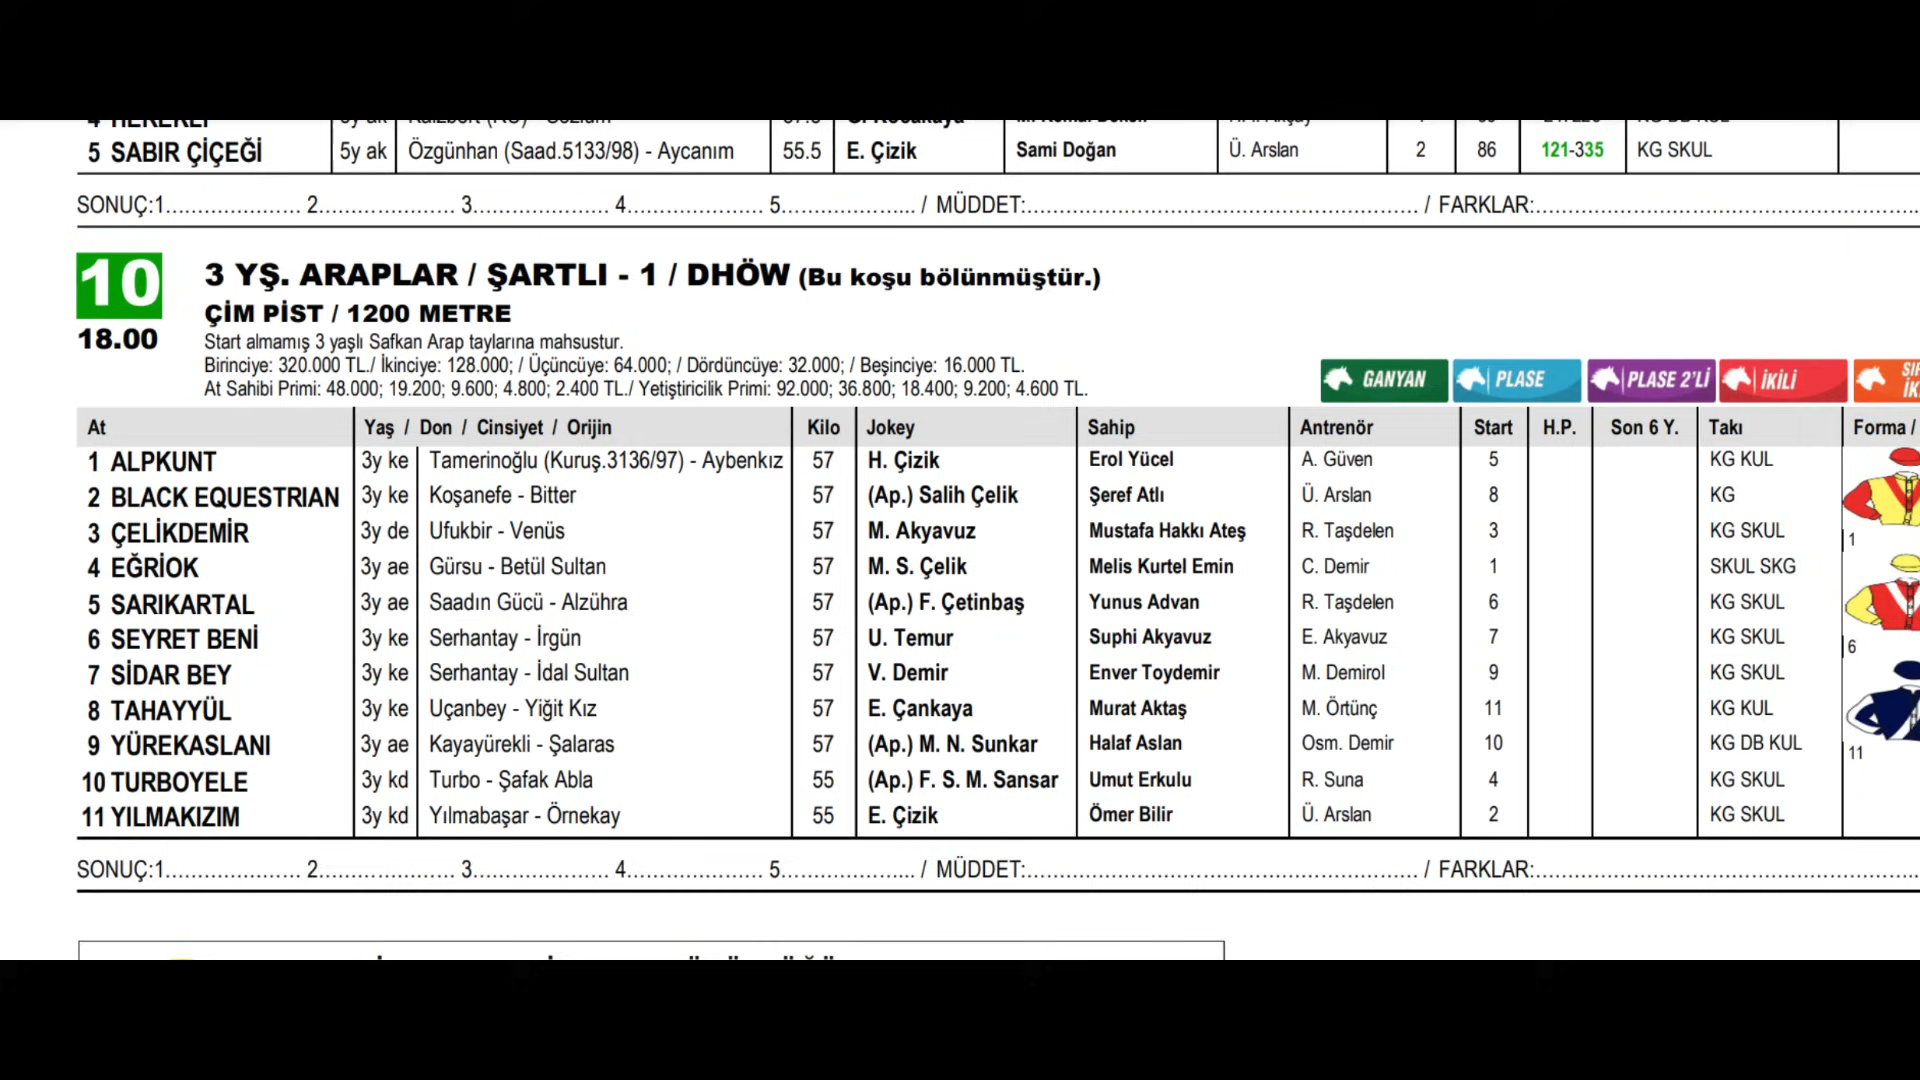 5 SABIR ÇİÇEĞİ 5y ak Özgünhan (Saad.5133/98) - Aycanım 55.5 E. Çizik Sami Doğan Ü. Arslan 2 86 121-335 KG SKUL
SONUÇ:1..................... 2..................... 3..................... 4..................... 5..................... / MÜDDET:............................................................ / FARKLAR:............................................................
10 3 YŞ. ARAPLAR / ŞARTLI - 1 / DHÖW (Bu koşu bölünmüştür.)
ÇİM PİST / 1200 METRE
18.00
Start almamış 3 yaşlı Safkan Arap taylarına mahsustur.
Birinciye: 320.000 TL./ İkinciye: 128.000; / Üçüncüye: 64.000; / Dördüncüye: 32.000; / Beşinciye: 16.000 TL.
At Sahibi Primi: 48.000; 19.200; 9.600; 4.800; 2.400 TL./ Yetiştiricilik Primi: 92.000; 36.800; 18.400; 9.200; 4.600 TL.
GANYAN PLASE PLASE 2'Lİ İKİLİ
At Yaş / Don / Cinsiyet / Orijin Kilo Jokey Sahip Antrenör Start H.P. Son 6 Y. Takı Forma /
1 ALPKUNT 3y ke Tamerinoğlu (Kuruş.3136/97) - Aybenkız 57 H. Çizik Erol Yücel A. Güven 5 KG KUL
2 BLACK EQUESTRIAN 3y ke Koşanefe - Bitter 57 (Ap.) Salih Çelik Şeref Atlı Ü. Arslan 8 KG
3 ÇELİKDEMİR 3y de Ufukbir - Venüs 57 M. Akyavuz Mustafa Hakkı Ateş R. Taşdelen 3 KG SKUL
1
4 EĞRİOK 3y ae Gürsu - Betül Sultan 57 M. S. Çelik Melis Kurtel Emin C. Demir 1 SKUL SKG
5 SARIKARTAL 3y ae Saadın Gücü - Alzühra 57 (Ap.) F. Çetinbaş Yunus Advan R. Taşdelen 6 KG SKUL
6 SEYRET BENİ 3y ke Serhantay - İrgün 57 U. Temur Suphi Akyavuz E. Akyavuz 7 KG SKUL
6
7 SİDAR BEY 3y ke Serhantay - İdal Sultan 57 V. Demir Enver Toydemir M. Demirol 9 KG SKUL
8 TAHAYYÜL 3y ke Uçanbey - Yiğit Kız 57 E. Çankaya Murat Aktaş M. Örtünç 11 KG KUL
9 YÜREKASLANI 3y ae Kayayürekli - Şalaras 57 (Ap.) M. N. Sunkar Halaf Aslan Osm. Demir 10 KG DB KUL
11
10 TURBOYELE 3y kd Turbo - Şafak Abla 55 (Ap.) F. S. M. Sansar Umut Erkulu R. Suna 4 KG SKUL
11 YILMAKIZIM 3y kd Yılmabaşar - Örnekay 55 E. Çizik Ömer Bilir Ü. Arslan 2 KG SKUL
SONUÇ:1..................... 2..................... 3..................... 4..................... 5..................... / MÜDDET:............................................................ / FARKLAR:............................................................